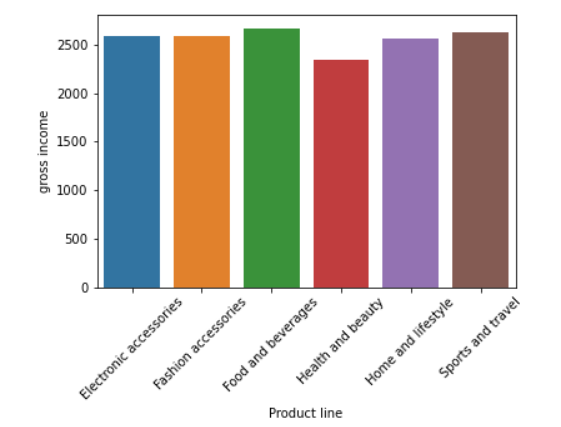 2500
2000
1500
1000
500
0
gross income
Electronic accessories
Fashion accessories
Food and beverages
Health and beauty
Home and lifestyle
Sports and travel
Product line